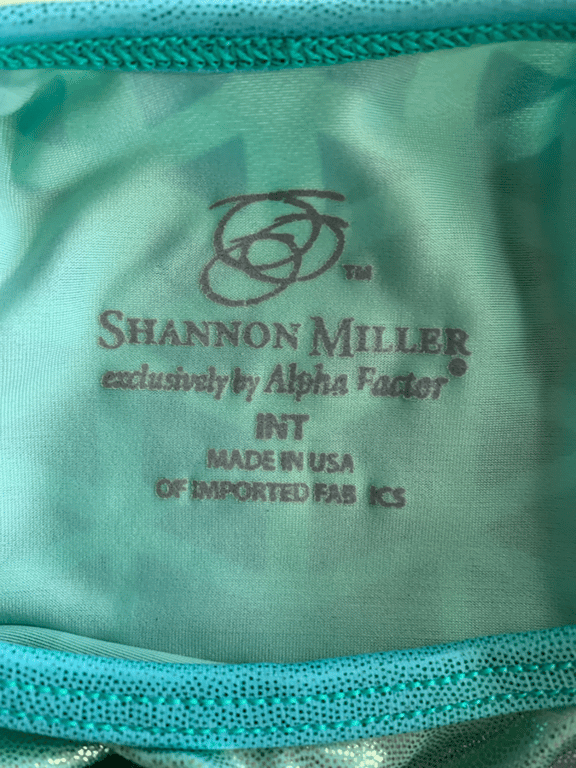 TM
SHANNON MILLER
exclusively by Alpha Factor®
INT
MADE IN USA
OF IMPORTED FAB ICS